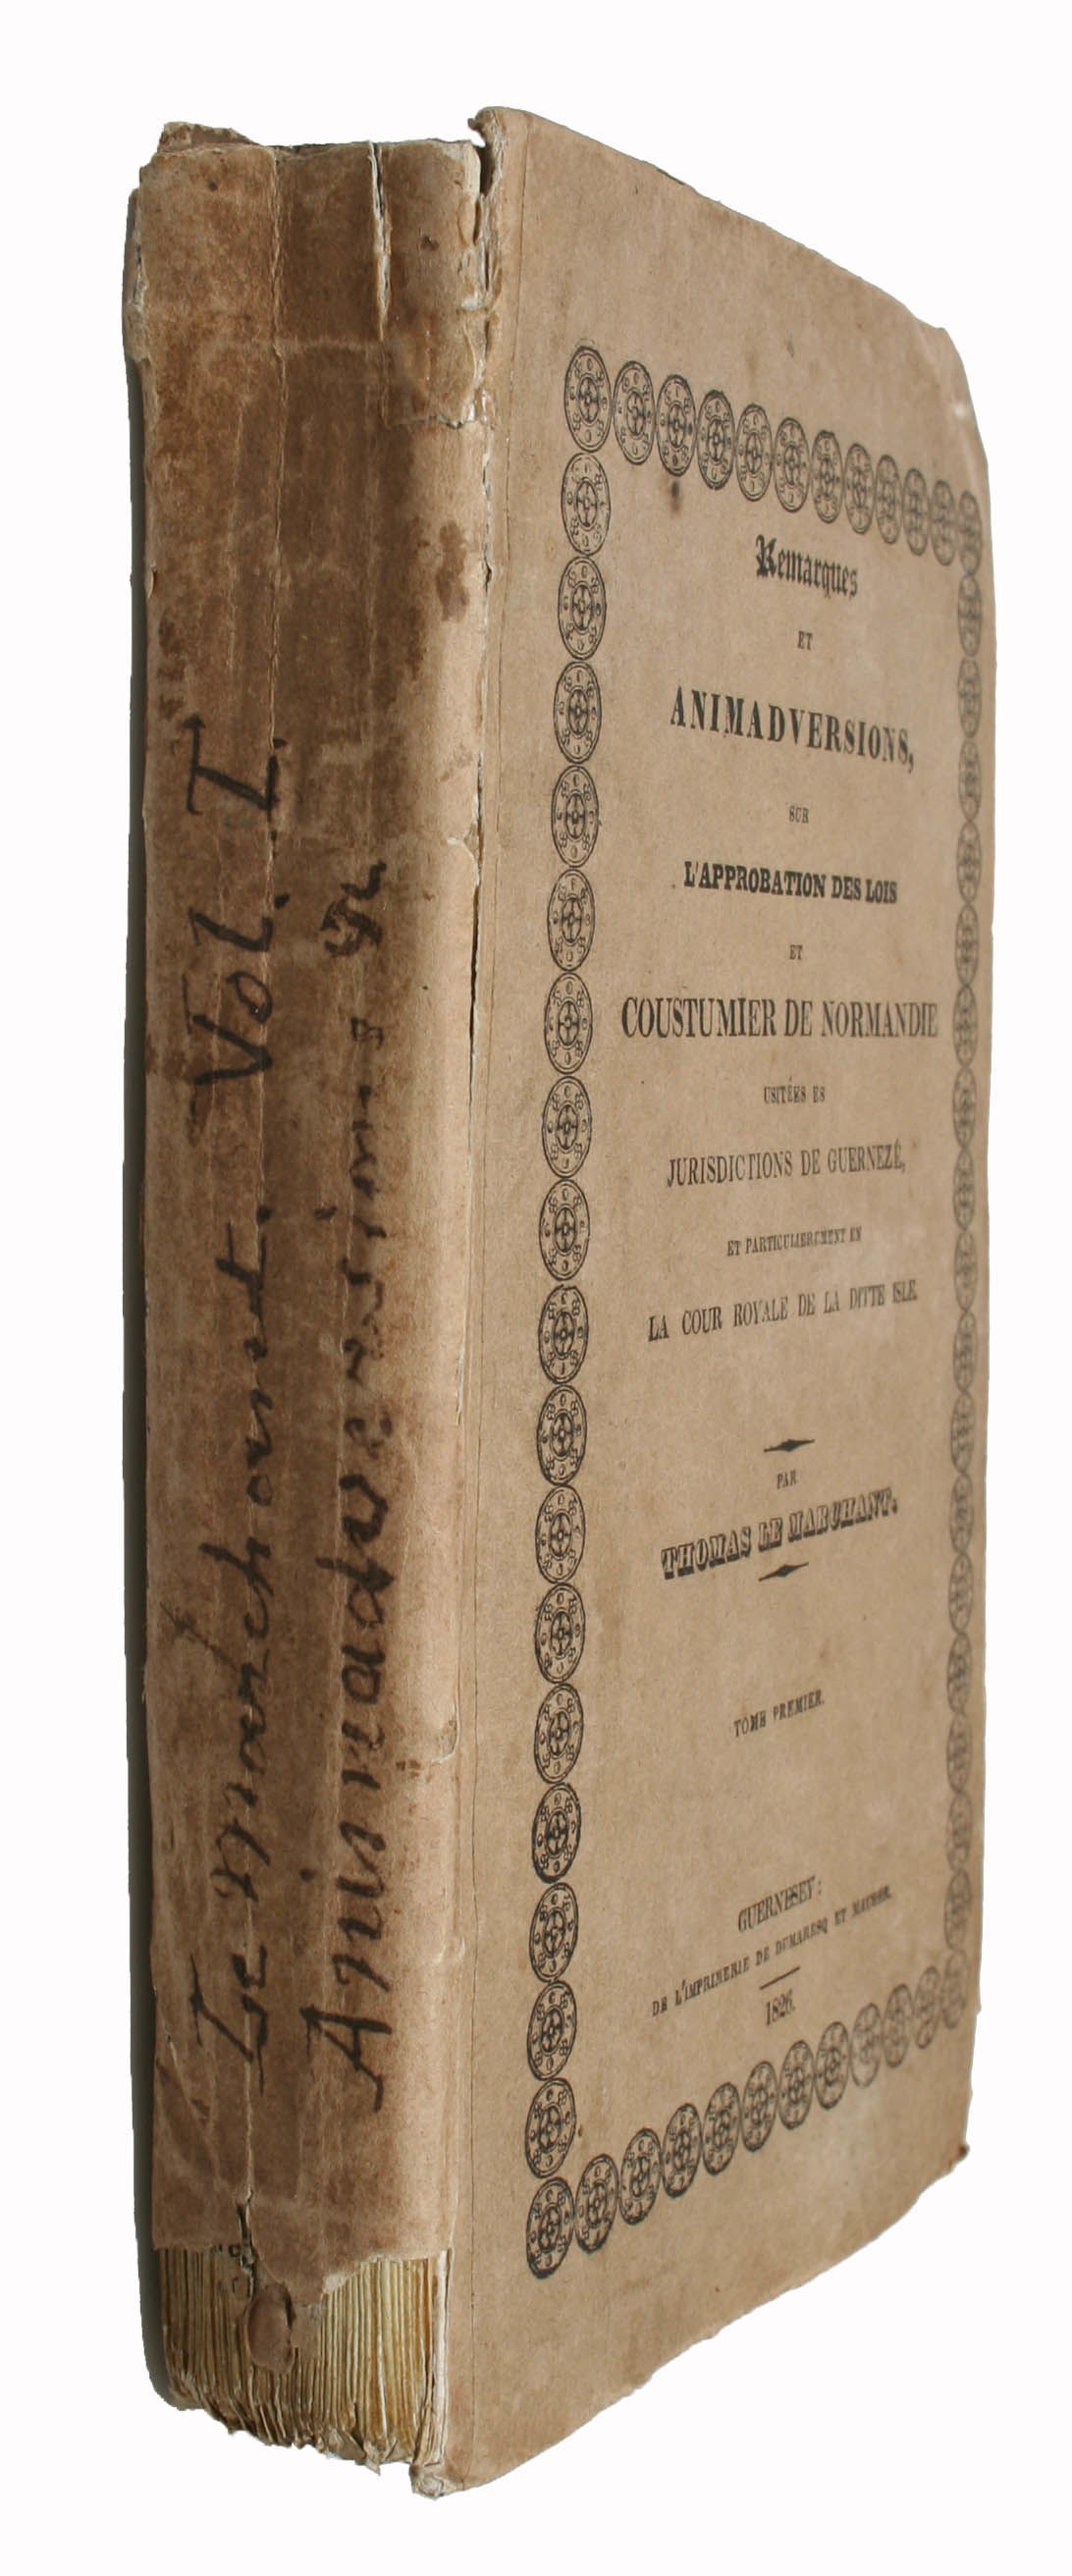 Le Marchant. Vol. I.
Animadversions &c
Remarques
ET
ANIMADVERSIONS,
SUR
L'APPROBATION DES LOIS
ET
COUSTUMIER DE NORMANDIE
USITÉES ES
JURISDICTIONS DE GUERNEZÉ,
ET PARTICULIEREMENT EN
LA COUR ROYALE DE LA DITTE ISLE
PAR
THOMAS LE MARCHANT.
TOME PREMIER.
GUERNESEY:
DE L'IMPRIMERIE DE DUMARESQ ET MAUGER.
1826.